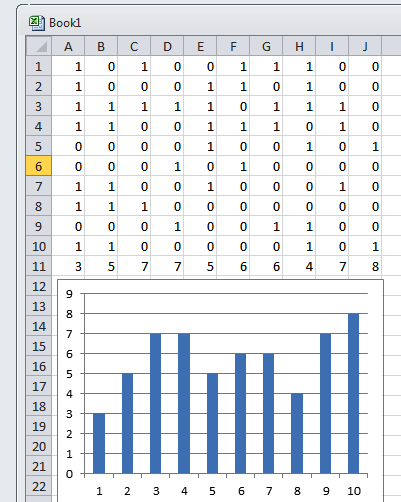 Book1
A B C D E F G H I J
1 1 0 1 0 0 1 1 1 0 0
2 1 0 0 0 1 1 0 1 0 0
3 1 1 1 1 1 0 1 1 1 0
4 1 1 0 0 1 1 1 0 1 0
5 0 0 0 0 1 0 0 1 0 1
6 0 0 0 1 0 1 0 0 0 0
7 1 1 0 0 1 0 0 0 1 0
8 1 1 1 0 0 0 0 0 0 0
9 0 0 0 1 0 0 1 1 0 0
10 1 1 0 0 0 0 0 1 0 1
11 3 5 7 7 5 6 6 4 7 8
12 9
13 8
14 7
15 6
16 5
17 4
18 3
19 2
20 1
21 0
22 1 2 3 4 5 6 7 8 9 10